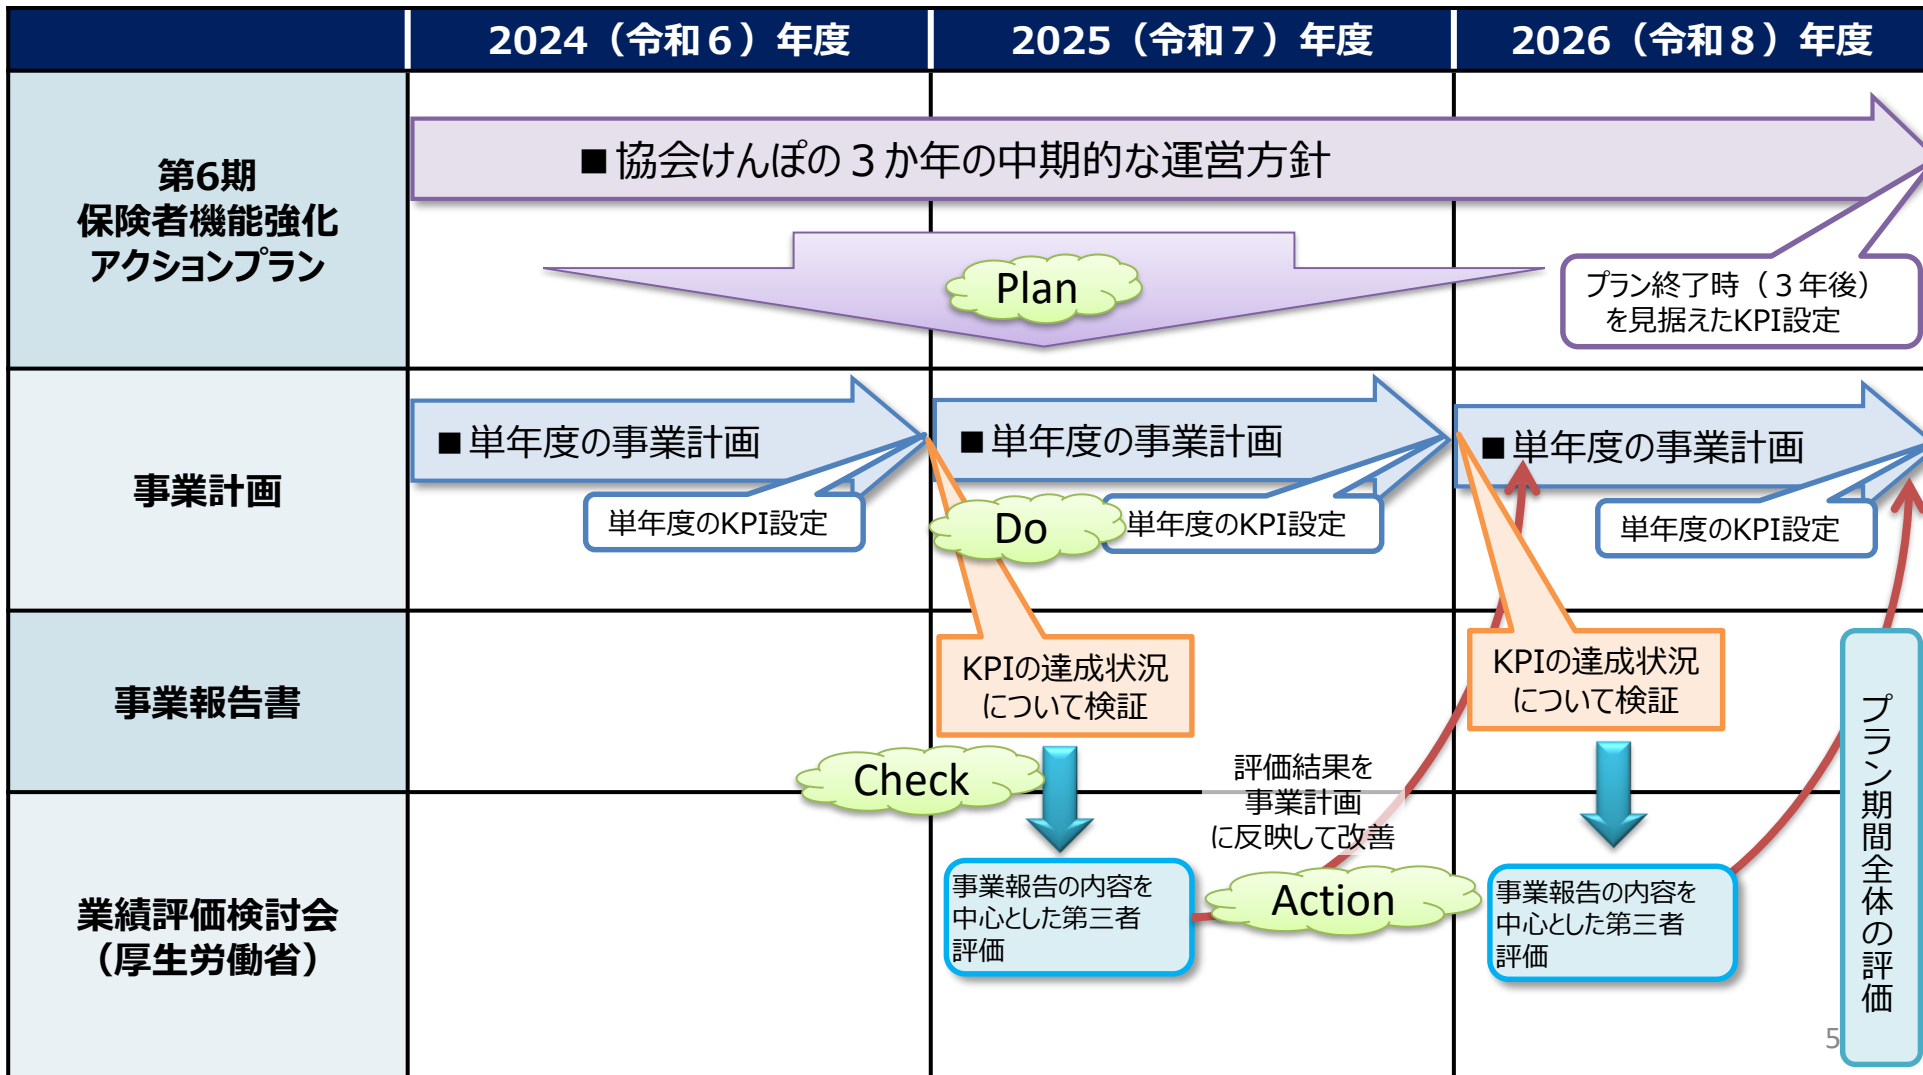 2024（令和６）年度
2025（令和７）年度
2026（令和８）年度
第6期
保険者機能強化
アクションプラン
■ 協会けんぽの３か年の中期的な運営方針
Plan
プラン終了時（３年後）
を見据えたKPI設定
事業計画
■ 単年度の事業計画
単年度のKPI設定
■ 単年度の事業計画
Do
単年度のKPI設定
■ 単年度の事業計画
単年度のKPI設定
事業報告書
KPIの達成状況
について検証
KPIの達成状況
について検証
Check
評価結果を
事業計画
に反映して改善
プラン期間全体の評価
業績評価検討会
（厚生労働省）
事業報告の内容を
中心とした第三者
評価
Action
事業報告の内容を
中心とした第三者
評価
5